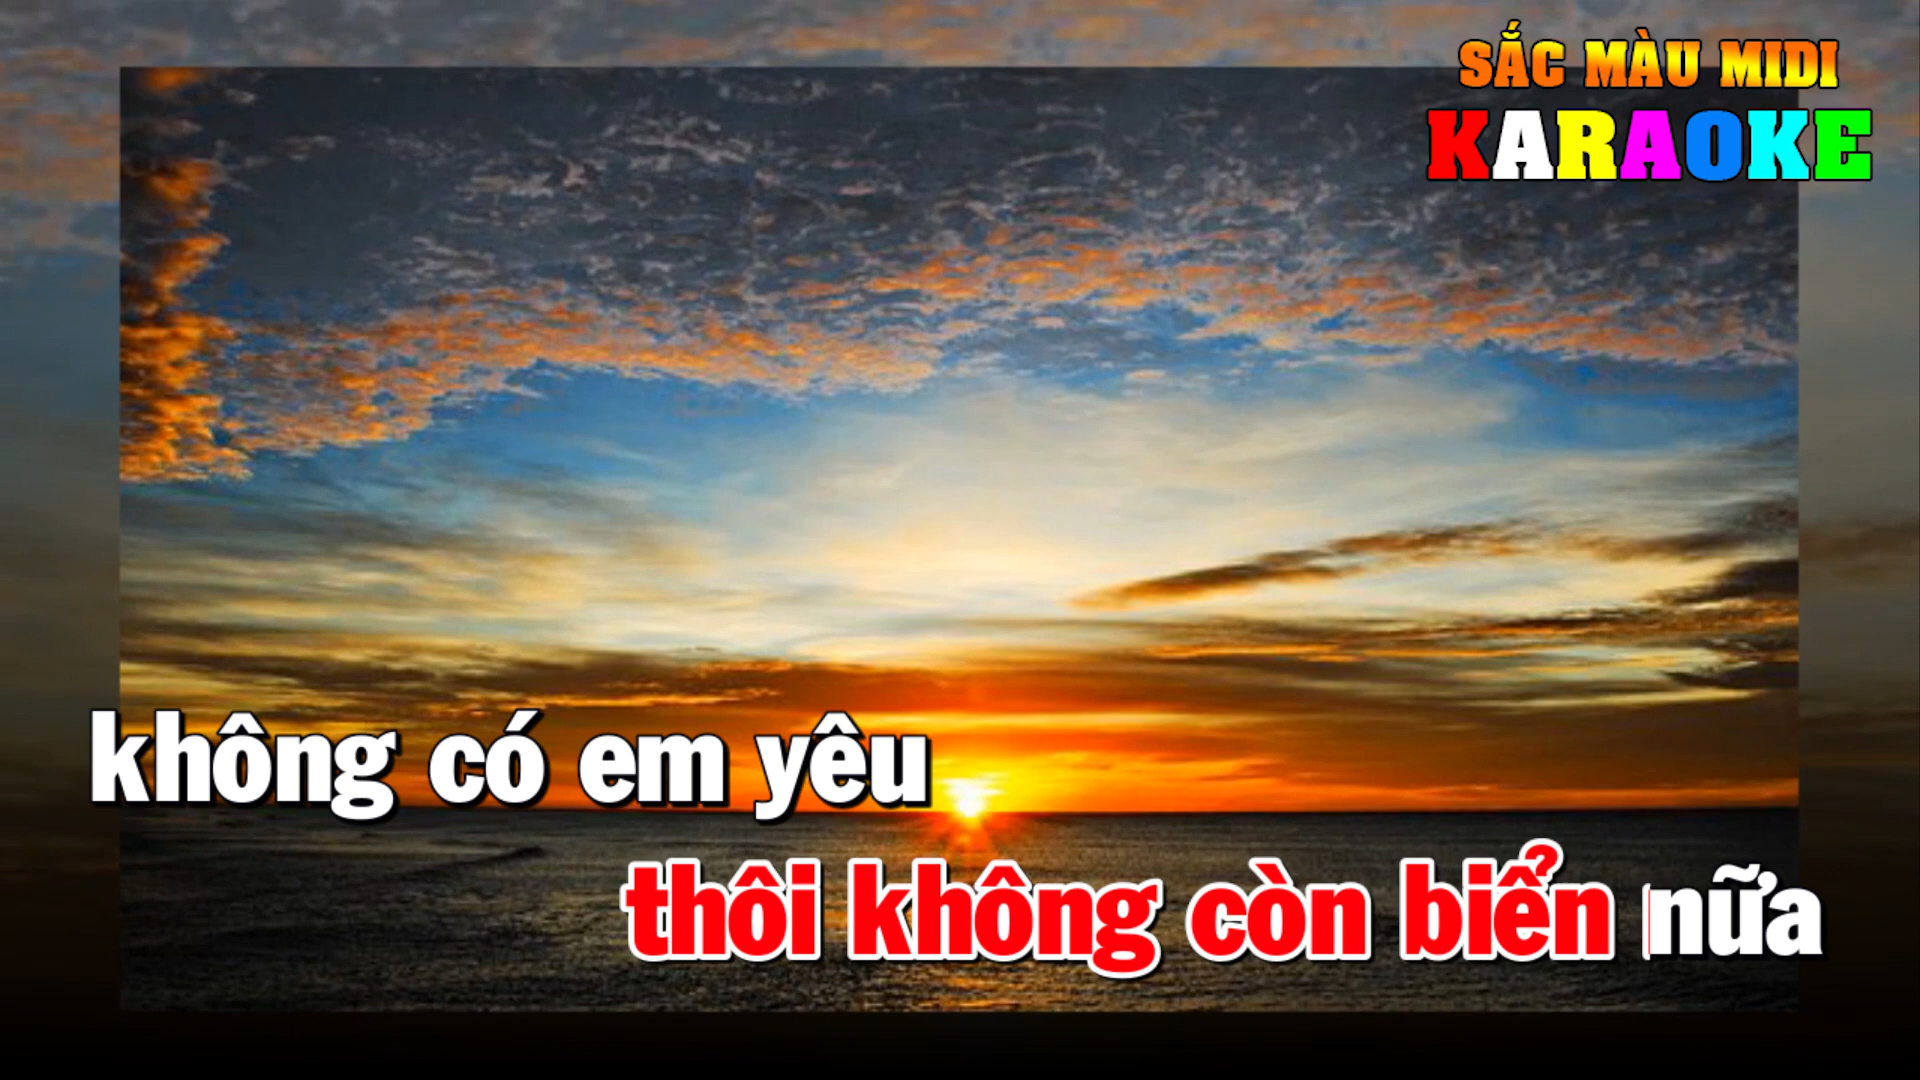 SẮC MÀU MIDI
KARAOKE
không có em yêu
thôi không còn biển nữa